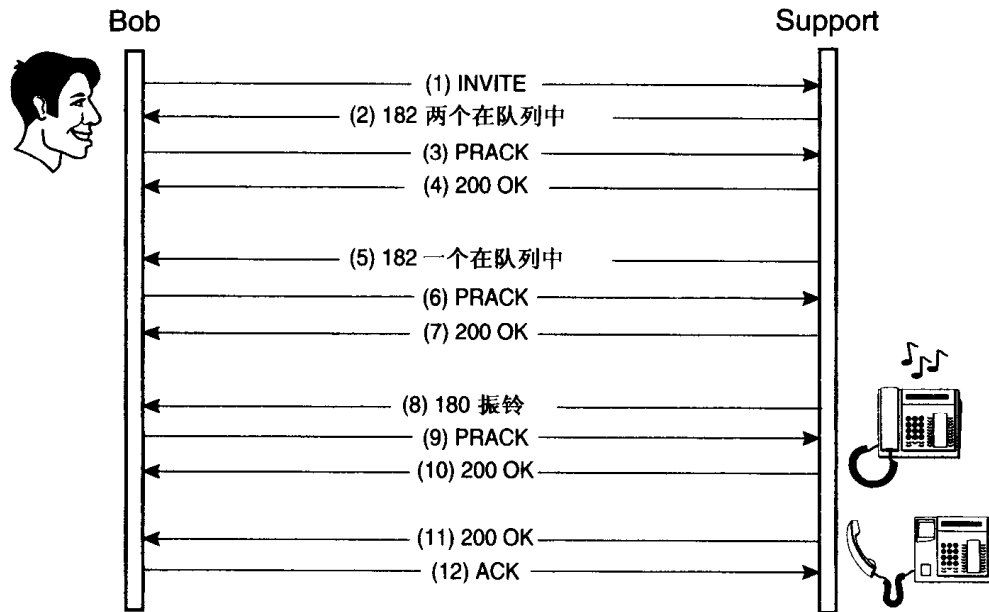 Bob
Support
(1) INVITE
(2) 182 两个在队列中
(3) PRACK
(4) 200 OK
(5) 182 一个在队列中
(6) PRACK
(7) 200 OK
(8) 180 振铃
(9) PRACK
(10) 200 OK
(11) 200 OK
(12) ACK